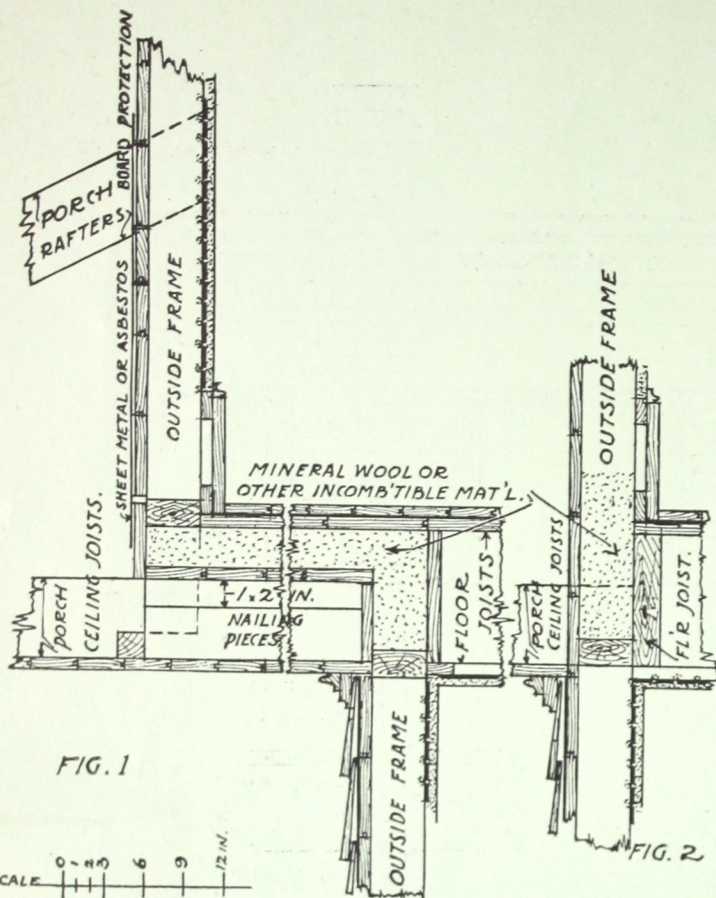 SHEET METAL OR ASBESTOS BOARD PROTECTION
PORCH
RAFTERS
OUTSIDE FRAME
OUTSIDE FRAME
MINERAL WOOL OR
OTHER INCOMB'TIBLE MAT'L.
PORCH
CEILING JOISTS.
1x2 IN.
NAILING
PIECES
FLOOR
JOISTS
PORCH
CEILING JOISTS
FL'R JOIST.
OUTSIDE FRAME
FIG. 1
FIG. 2
SCALE 0 1 2 3 6 9 12 IN.